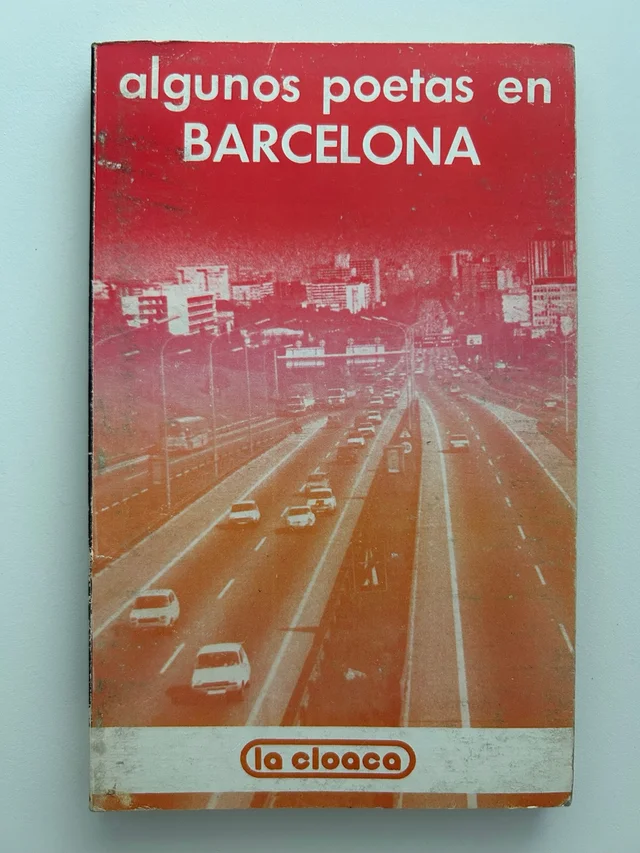 algunos poetas en
BARCELONA
la cloaca